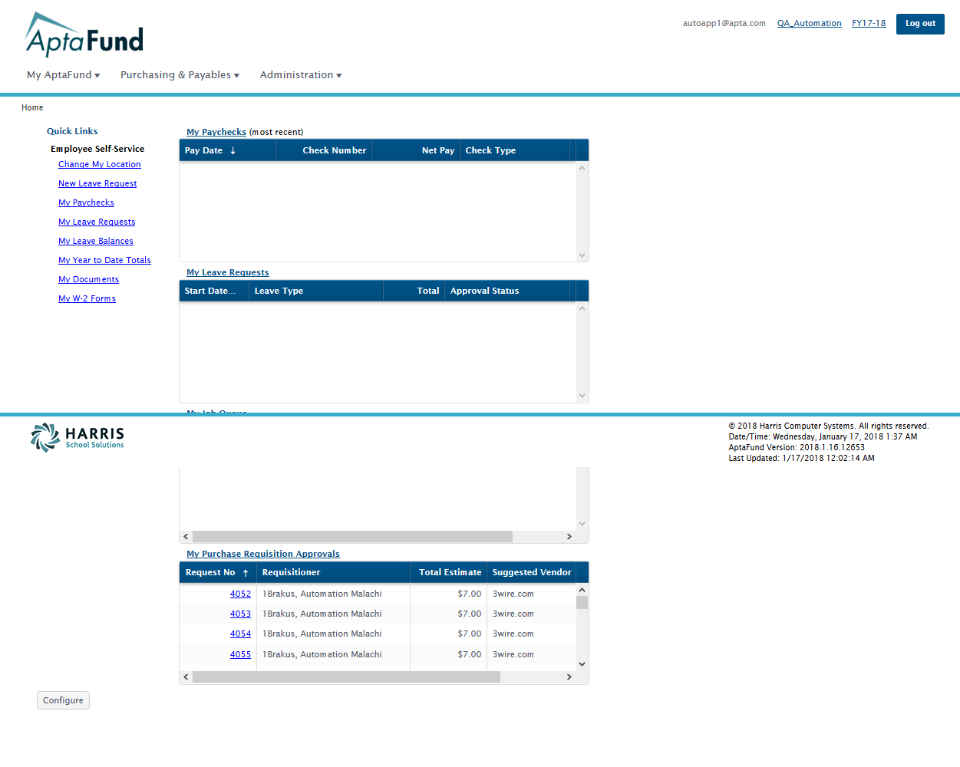 AptaFund
autoapp1@apta.com QA_Automation FY17-18 Log out
My AptaFund ▾ Purchasing & Payables ▾ Administration ▾
Home
Quick Links
Employee Self-Service
Change My Location
New Leave Request
My Paychecks
My Leave Requests
My Leave Balances
My Year to Date Totals
My Documents
My W-2 Forms
My Paychecks (most recent)
Pay Date ↓ Check Number Net Pay Check Type
My Leave Requests
Start Date... Leave Type Total Approval Status
My Job Queue
HARRIS
School Solutions
© 2018 Harris Computer Systems. All rights reserved.
Date/Time: Wednesday, January 17, 2018 1:37 AM
AptaFund Version: 2018.1.16.12653
Last Updated: 1/17/2018 12:02:14 AM
My Purchase Requisition Approvals
Request No ↑ Requisitioner Total Estimate Suggested Vendor
4052 1Brakus, Automation Malachi $7.00 3wire.com
4053 1Brakus, Automation Malachi $7.00 3wire.com
4054 1Brakus, Automation Malachi $7.00 3wire.com
4055 1Brakus, Automation Malachi $7.00 3wire.com
Configure